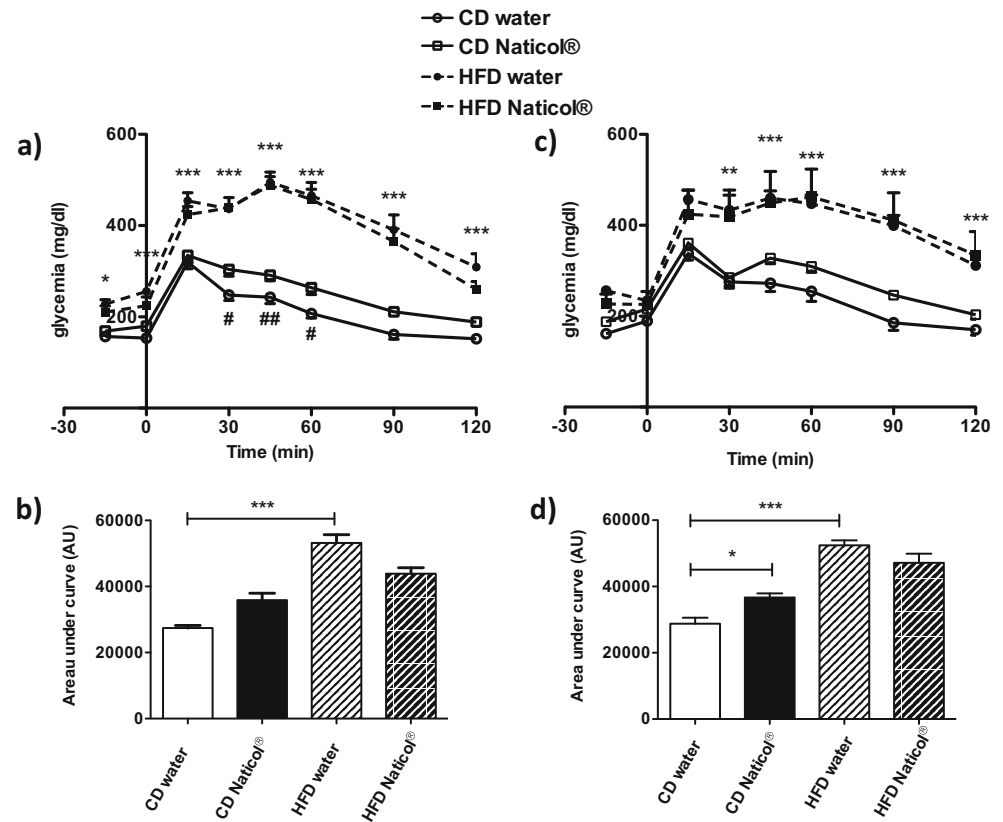 CD water
CD Naticol®
HFD water
HFD Naticol®
a)
600
400
200
glycemia (mg/dl)
*
***
***
***
***
***
***
***
#
##
#
-30
0
30
60
90
120
Time (min)
c)
600
400
200
glycemia (mg/dl)
**
***
***
***
***
-30
0
30
60
90
120
Time (min)
b)
60000
40000
20000
0
Areau under curve (AU)
***
CD water
CD Naticol®
HFD water
HFD Naticol®
d)
60000
40000
20000
0
Area under curve (AU)
***
*
CD water
CD Naticol®
HFD water
HFD Naticol®